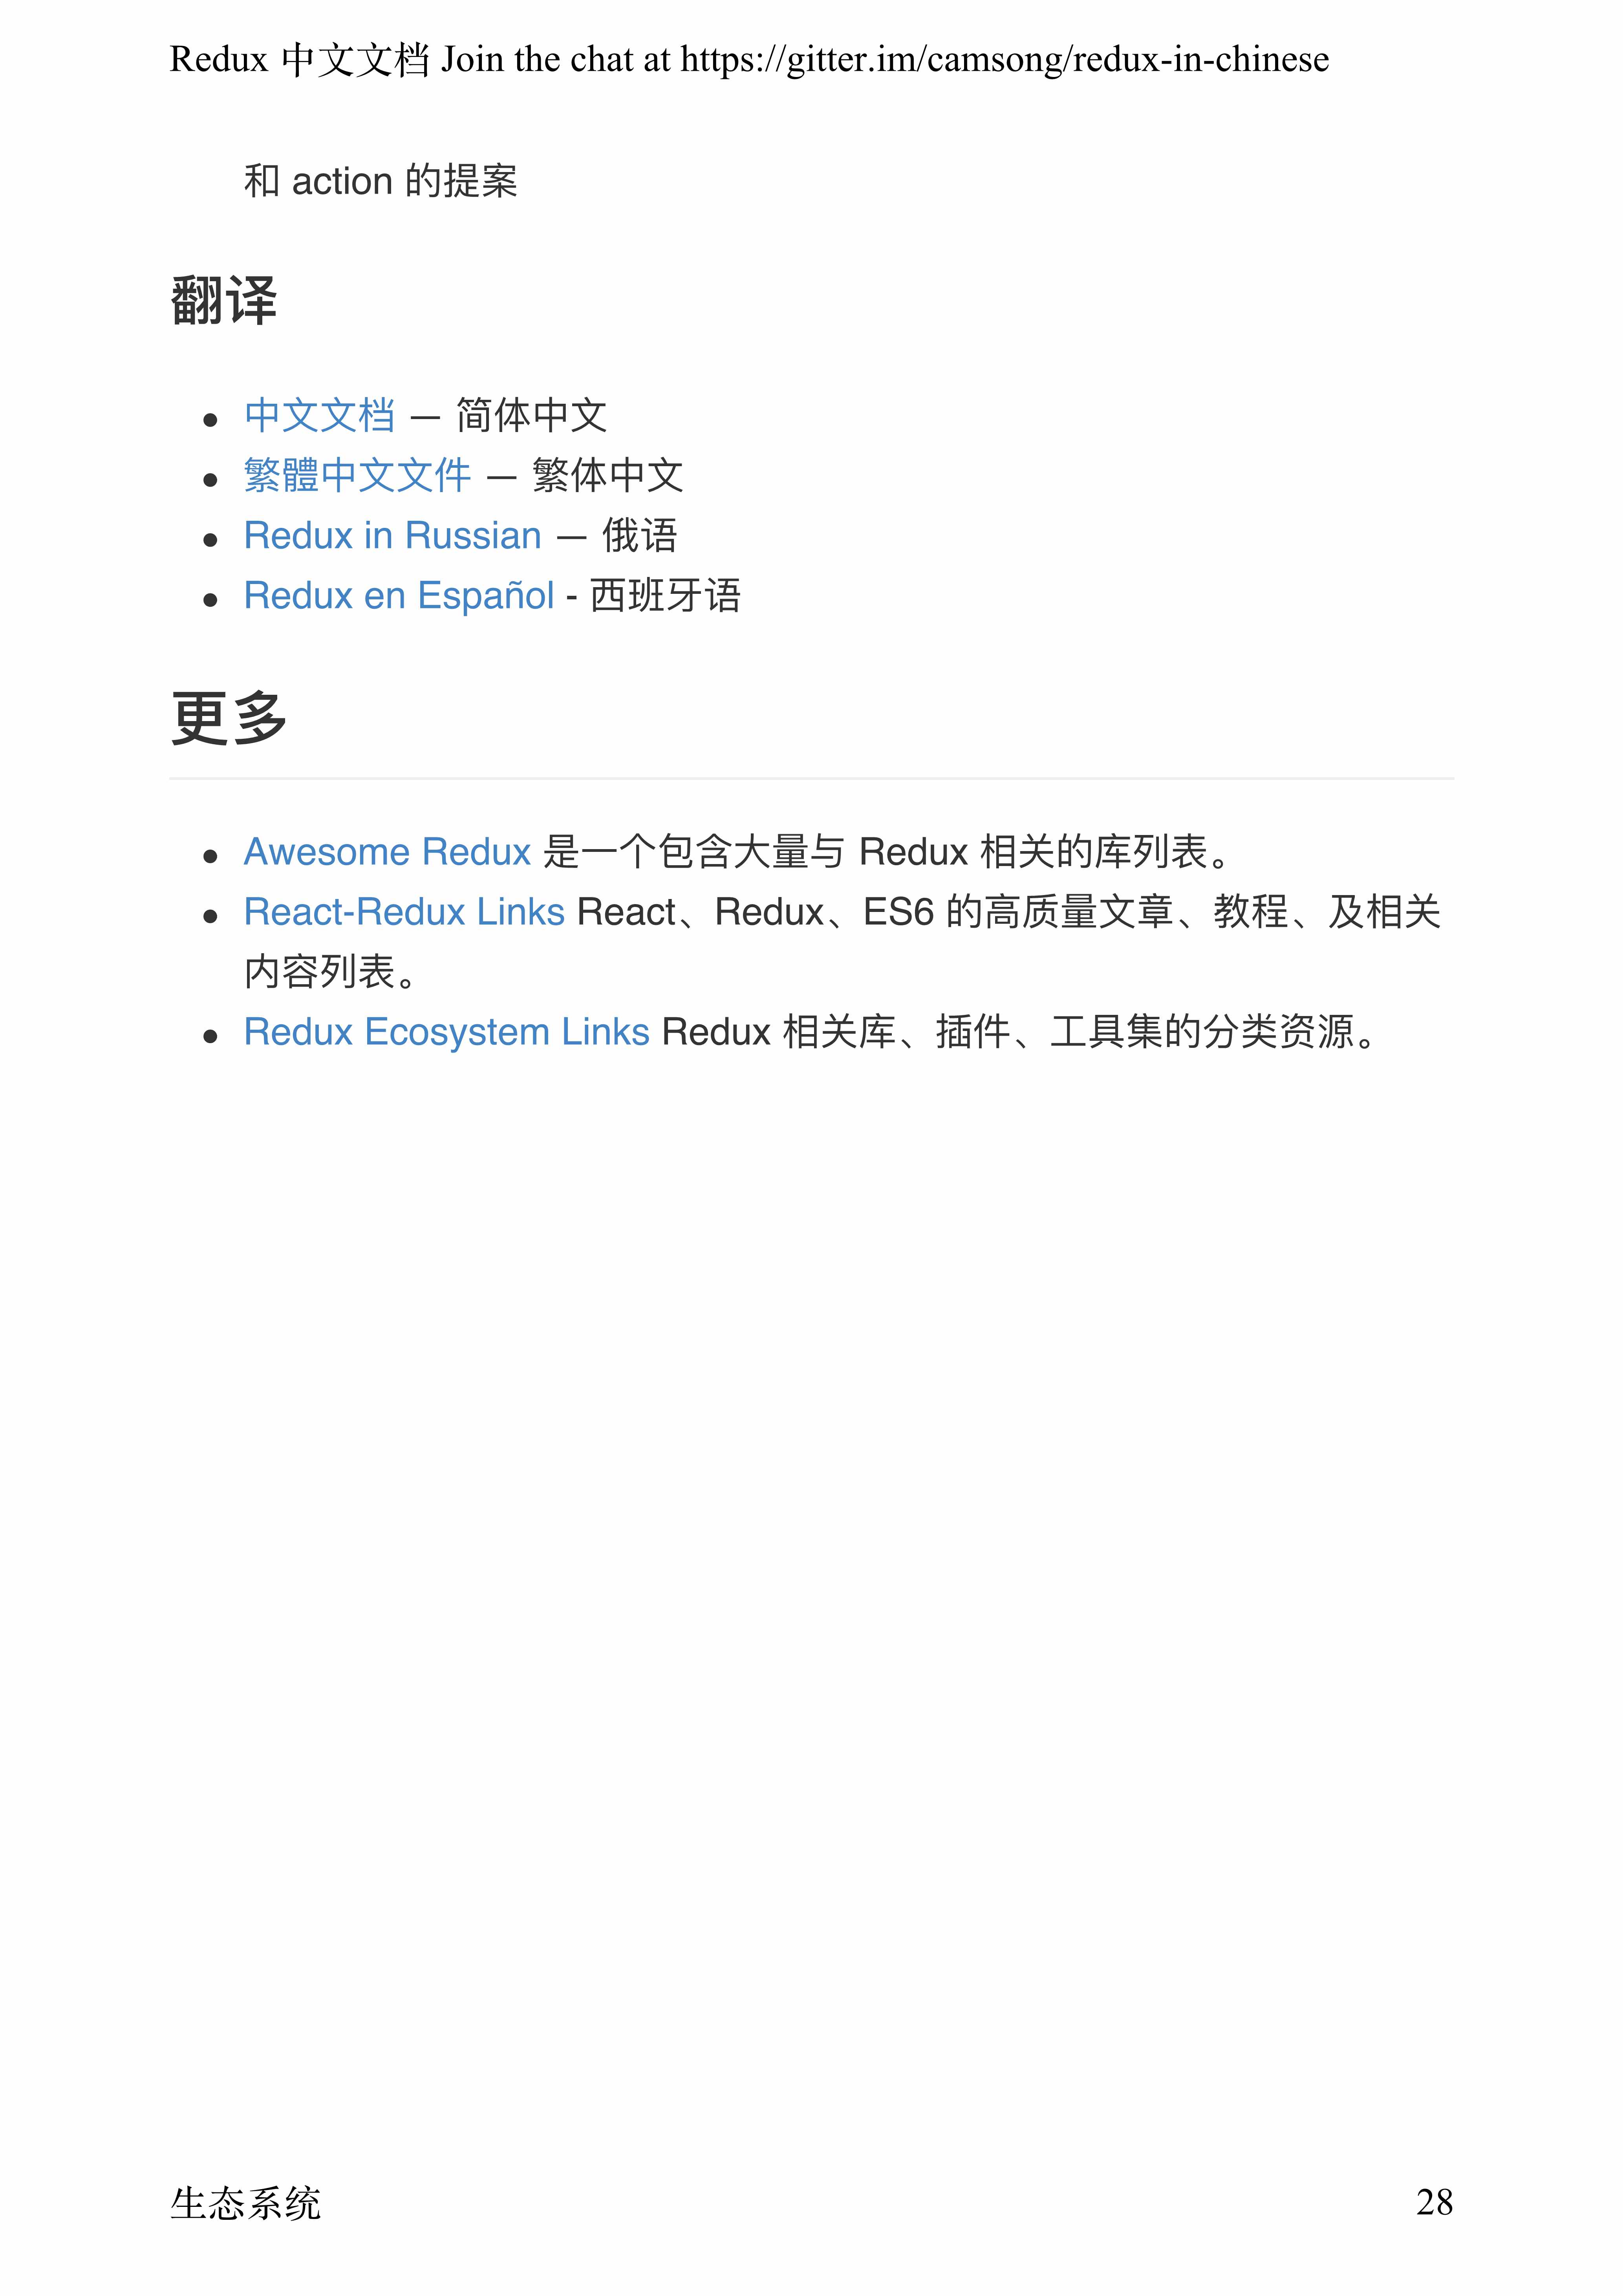 Redux 中文文档 Join the chat at https://gitter.im/camsong/redux-in-chinese
和 action 的提案
翻译
● 中文文档 — 简体中文
● 繁體中文文件 — 繁体中文
● Redux in Russian — 俄语
● Redux en Español - 西班牙语
更多
● Awesome Redux 是一个包含大量与 Redux 相关的库列表。
● React-Redux Links React、Redux、ES6 的高质量文章、教程、及相关
内容列表。
● Redux Ecosystem Links Redux 相关库、插件、工具集的分类资源。
生态系统 28